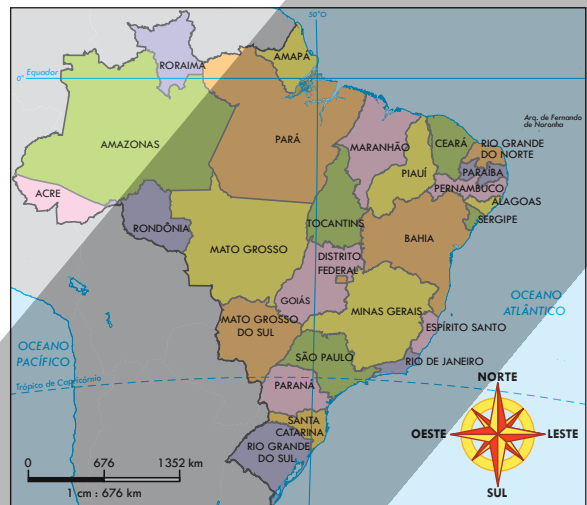 50°O
RORAIMA
AMAPÁ
Equador
0°
Arq. de Fernando
de Noronha
AMAZONAS
PARÁ
MARANHÃO
CEARÁ
RIO GRANDE
DO NORTE
PIAUÍ
PARAÍBA
PERNAMBUCO
ACRE
ALAGOAS
SERGIPE
RONDÔNIA
TOCANTINS
MATO GROSSO
BAHIA
DISTRITO
FEDERAL
GOIÁS
MINAS GERAIS
OCEANO
ATLÂNTICO
MATO GROSSO
DO SUL
ESPÍRITO SANTO
OCEANO
PACÍFICO
SÃO PAULO
RIO DE JANEIRO
Trópico de Capricórnio
PARANÁ
NORTE
SANTA
CATARINA
OESTE
LESTE
RIO GRANDE
DO SUL
0 676 1352 km
1 cm : 676 km
SUL